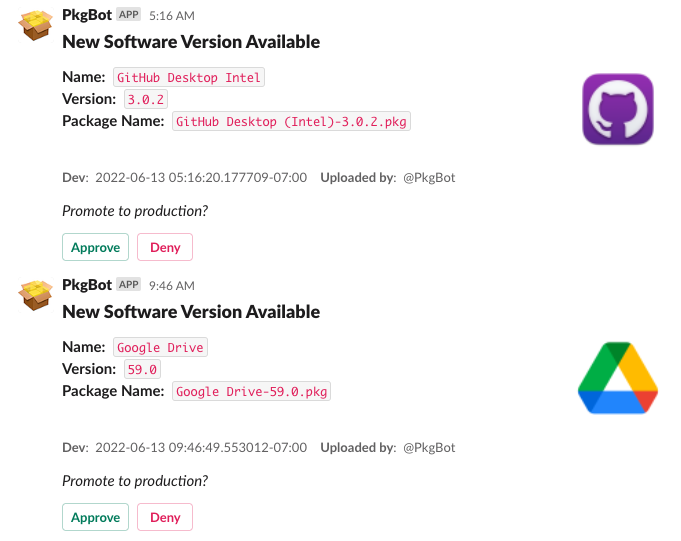 PkgBot APP 5:16 AM
New Software Version Available
Name: GitHub Desktop Intel
Version: 3.0.2
Package Name: GitHub Desktop (Intel)-3.0.2.pkg
Dev: 2022-06-13 05:16:20.177709-07:00 Uploaded by: @PkgBot
Promote to production?
Approve Deny
PkgBot APP 9:46 AM
New Software Version Available
Name: Google Drive
Version: 59.0
Package Name: Google Drive-59.0.pkg
Dev: 2022-06-13 09:46:49.553012-07:00 Uploaded by: @PkgBot
Promote to production?
Approve Deny